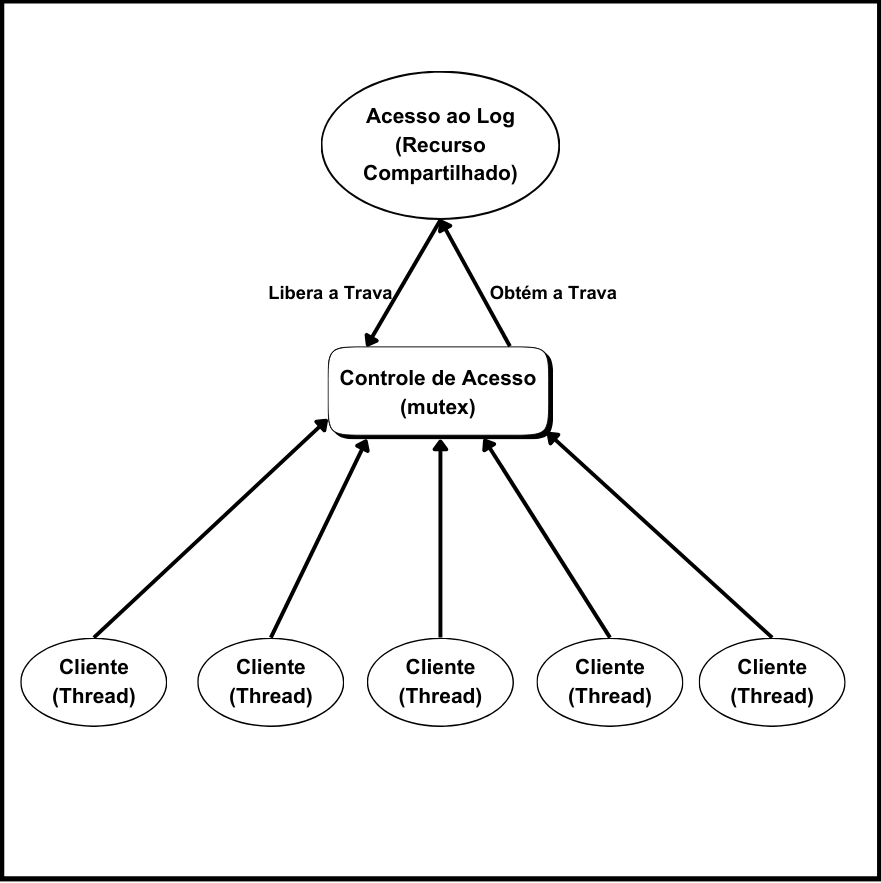 Acesso ao Log
(Recurso
Compartilhado)
Libera a Trava
Obtém a Trava
Controle de Acesso
(mutex)
Cliente
(Thread)
Cliente
(Thread)
Cliente
(Thread)
Cliente
(Thread)
Cliente
(Thread)